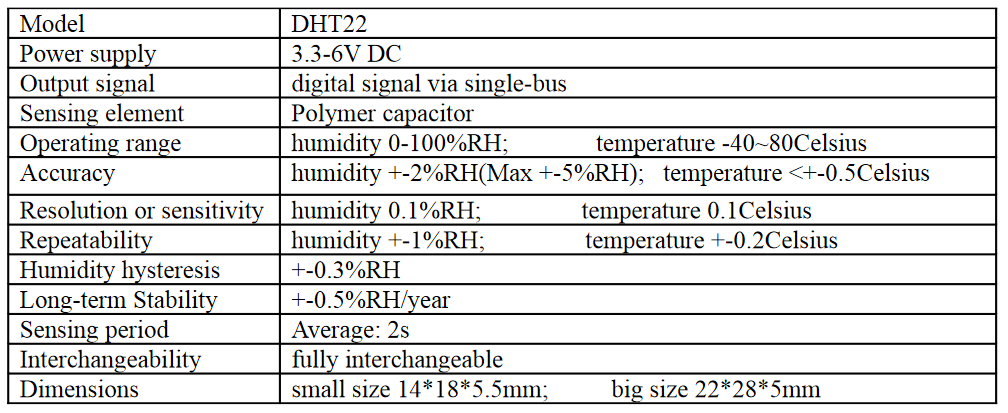 Model DHT22
Power supply 3.3-6V DC
Output signal digital signal via single-bus
Sensing element Polymer capacitor
Operating range humidity 0-100%RH; temperature -40~80Celsius
Accuracy humidity +-2%RH(Max +-5%RH); temperature <+-0.5Celsius
Resolution or sensitivity humidity 0.1%RH; temperature 0.1Celsius
Repeatability humidity +-1%RH; temperature +-0.2Celsius
Humidity hysteresis +-0.3%RH
Long-term Stability +-0.5%RH/year
Sensing period Average: 2s
Interchangeability fully interchangeable
Dimensions small size 14*18*5.5mm; big size 22*28*5mm